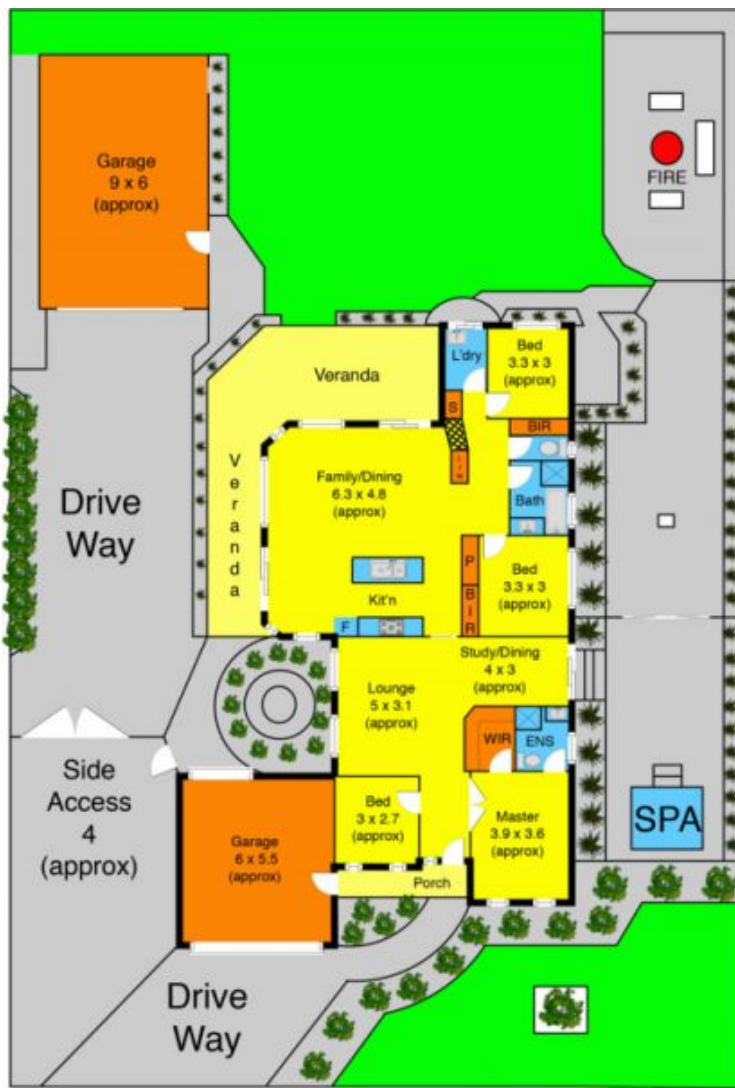 Garage
9 x 6
(approx)
FIRE
Veranda
L'dry
Bed
3.3 x 3
(approx)
S
BIR
L I N
Family/Dining
6.3 x 4.8
(approx)
Bath
V
e
r
a
n
d
a
Drive
Way
Kit'n
F
P
B
I
R
Bed
3.3 x 3
(approx)
Study/Dining
4 x 3
(approx)
Lounge
5 x 3.1
(approx)
WIR
ENS
Side
Access
4
(approx)
Garage
6 x 5.5
(approx)
Bed
3 x 2.7
(approx)
Master
3.9 x 3.6
(approx)
SPA
Porch
Drive
Way